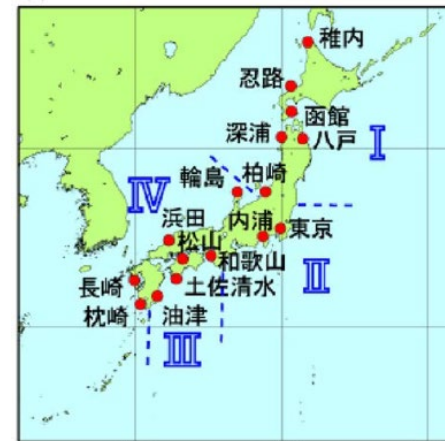 稚内
忍路
函館
深浦
八戸
I
輪島
柏崎
IV
浜田
内浦
東京
松山
和歌山
II
長崎
土佐清水
枕崎
油津
III